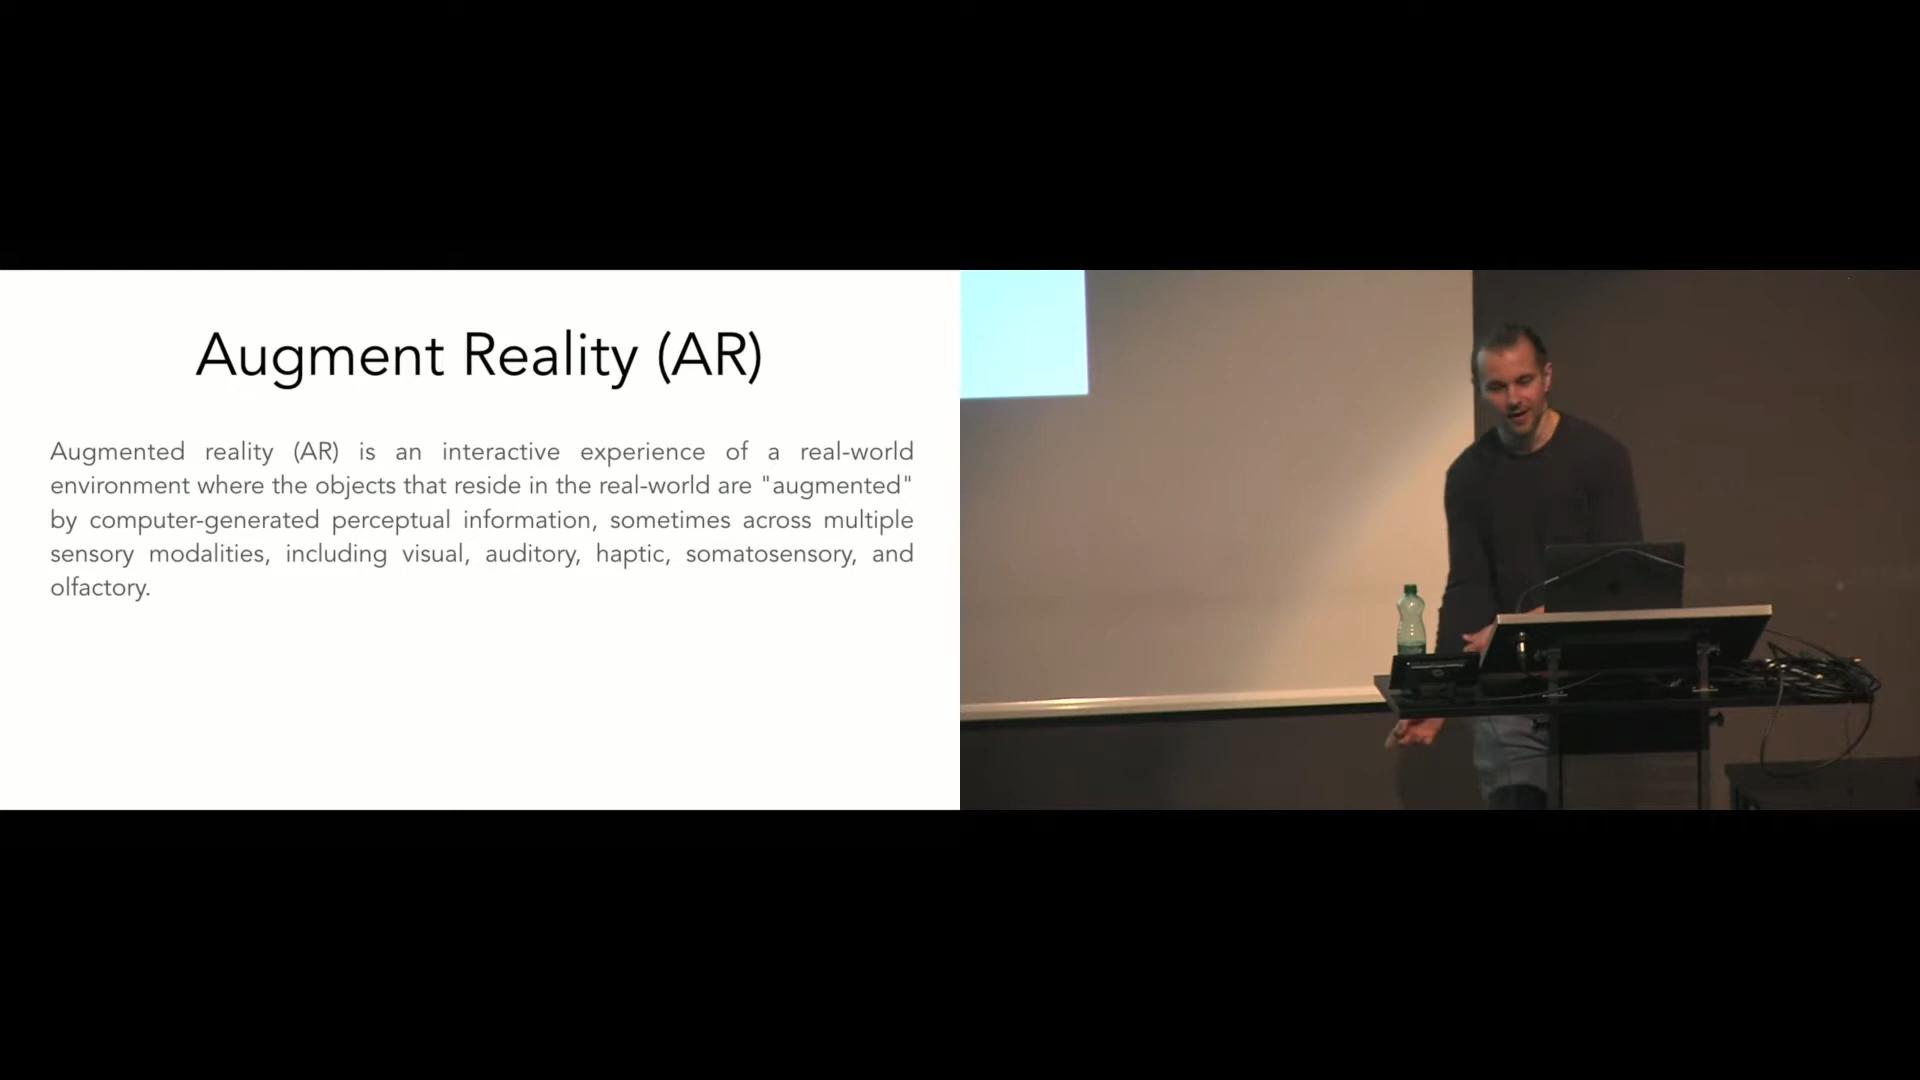 Augment Reality (AR)
Augmented reality (AR) is an interactive experience of a real-world
environment where the objects that reside in the real-world are "augmented"
by computer-generated perceptual information, sometimes across multiple
sensory modalities, including visual, auditory, haptic, somatosensory, and
olfactory.